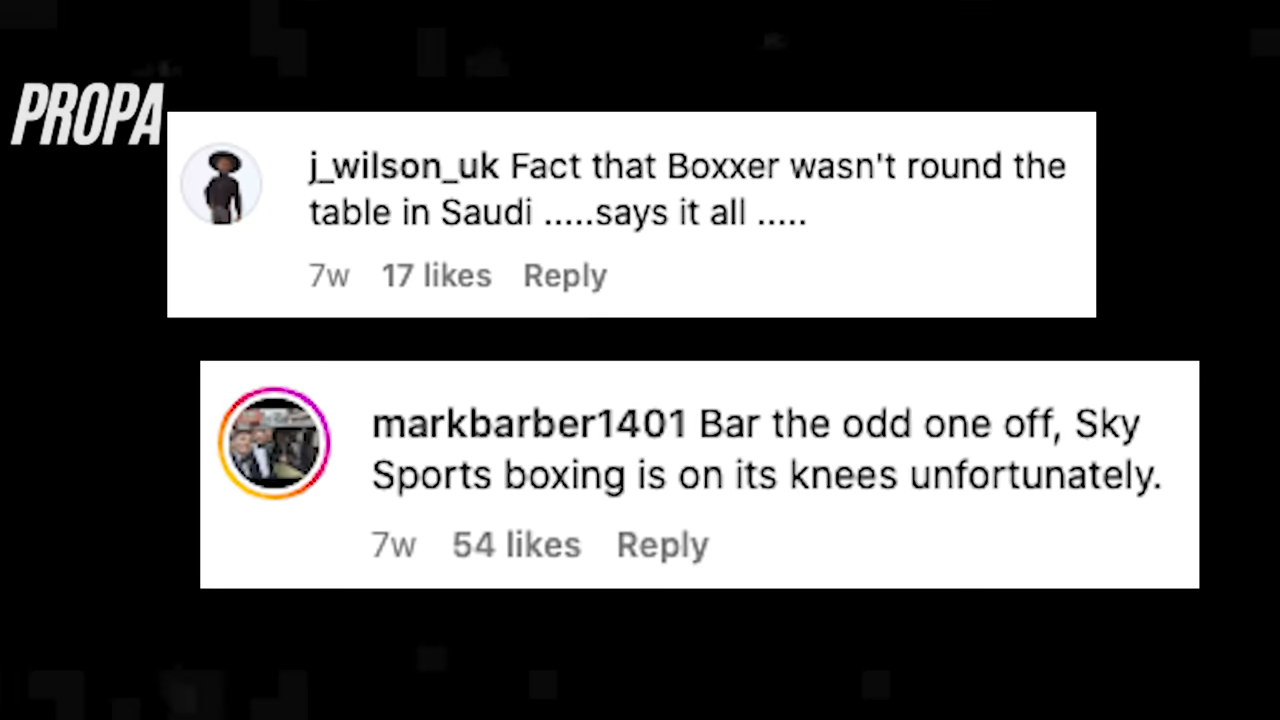 PROPA
j_wilson_uk Fact that Boxxer wasn't round the
table in Saudi .....says it all .....
7w 17 likes Reply
markbarber1401 Bar the odd one off, Sky
Sports boxing is on its knees unfortunately.
7w 54 likes Reply